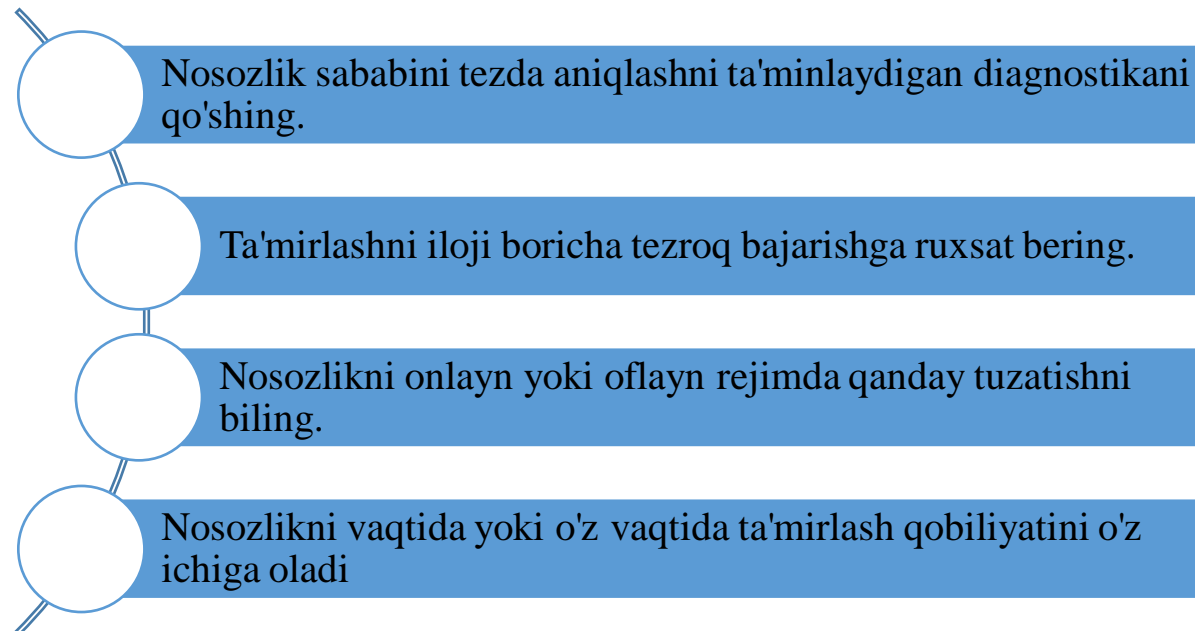 Nosozlik sababini tezda aniqlashni ta'minlaydigan diagnostikani
qo'shing.
Ta'mirlashni iloji boricha tezroq bajarishga ruxsat bering.
Nosozlikni onlayn yoki oflayn rejimda qanday tuzatishni
biling.
Nosozlikni vaqtida yoki o'z vaqtida ta'mirlash qobiliyatini o'z
ichiga oladi